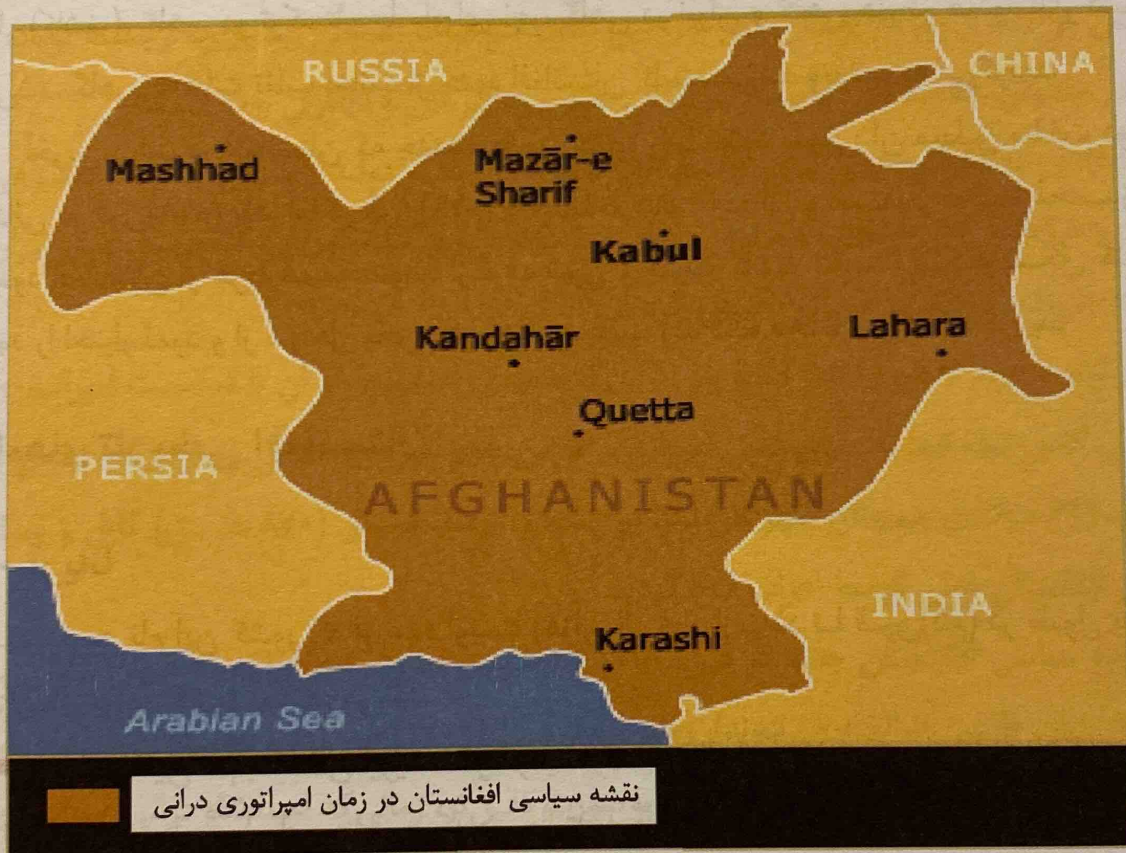 RUSSIA
CHINA
Mashhad
Mazār-e
Sharif
Kabul
Kandahār
Lahara
Quetta
PERSIA
AFGHANISTAN
INDIA
Karashi
Arabian Sea
نقشه سیاسی افغانستان در زمان امپراتوری درانی